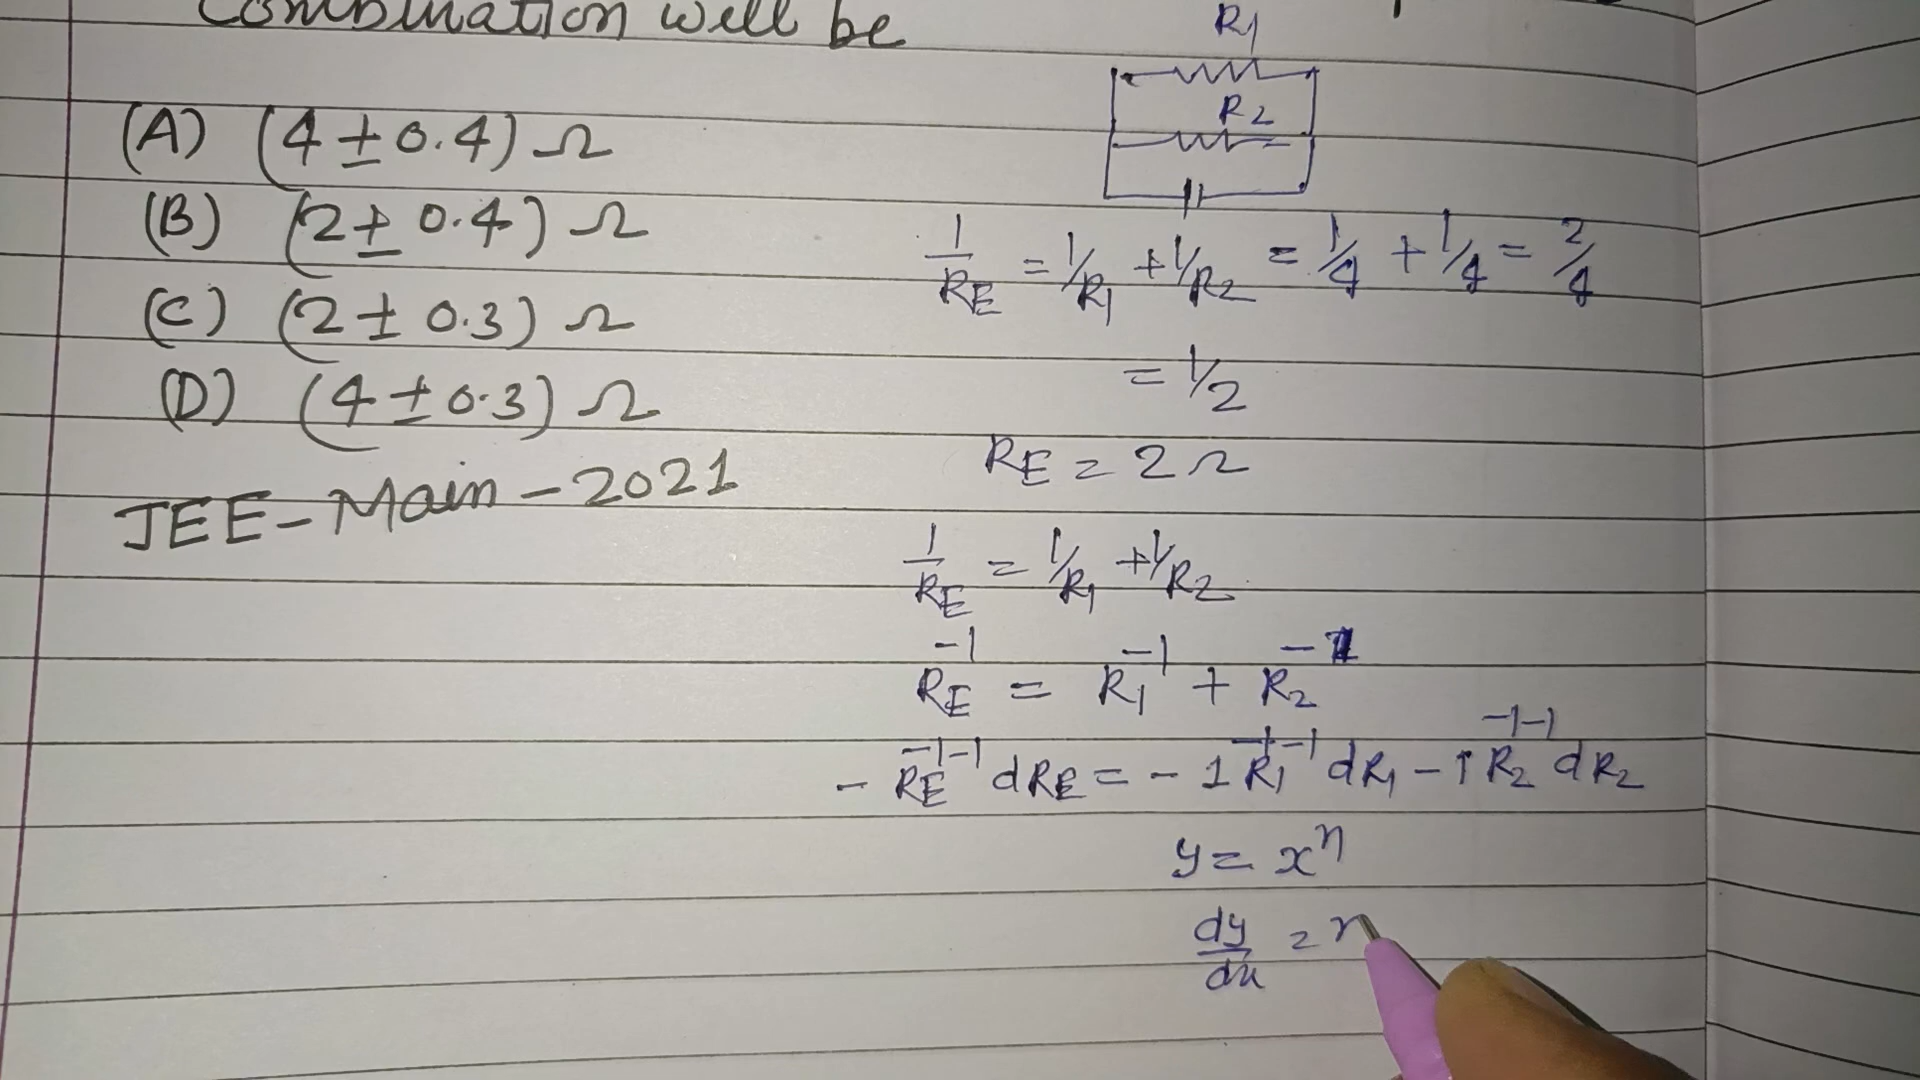 Combination will be
(A) (4 ± 0.4) Ω
(B) (2 ± 0.4) Ω
(C) (2 ± 0.3) Ω
(D) (4 ± 0.3) Ω
JEE-Main-2021
R1
R2
1/RE = 1/R1 + 1/R2 = 1/4 + 1/4 = 2/4
= 1/2
RE = 2 Ω
1/RE = 1/R1 + 1/R2
RE^-1 = R1^-1 + R2^-1
- RE^-1-1 dRE = - 1 R1^-1-1 dR1 - 1 R2^-1-1 dR2
y = x^n
dy/dx = n